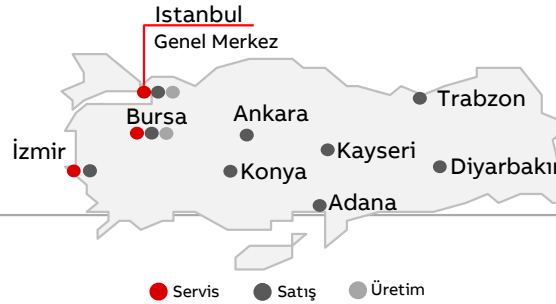 Istanbul
Genel Merkez
Trabzon
Bursa
Ankara
İzmir
Kayseri
Konya
Diyarbakır
Adana
Servis
Satış
Üretim